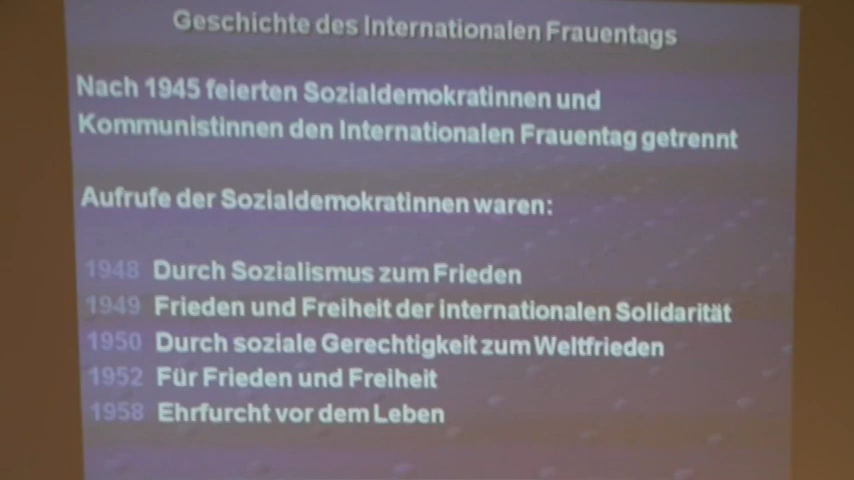 Geschichte des Internationalen Frauentags
Nach 1945 feierten Sozialdemokratinnen und
Kommunistinnen den Internationalen Frauentag getrennt
Aufrufe der Sozialdemokratinnen waren:
1948 Durch Sozialismus zum Frieden
1949 Frieden und Freiheit der internationalen Solidarität
1950 Durch soziale Gerechtigkeit zum Weltfrieden
1952 Für Frieden und Freiheit
1958 Ehrfurcht vor dem Leben